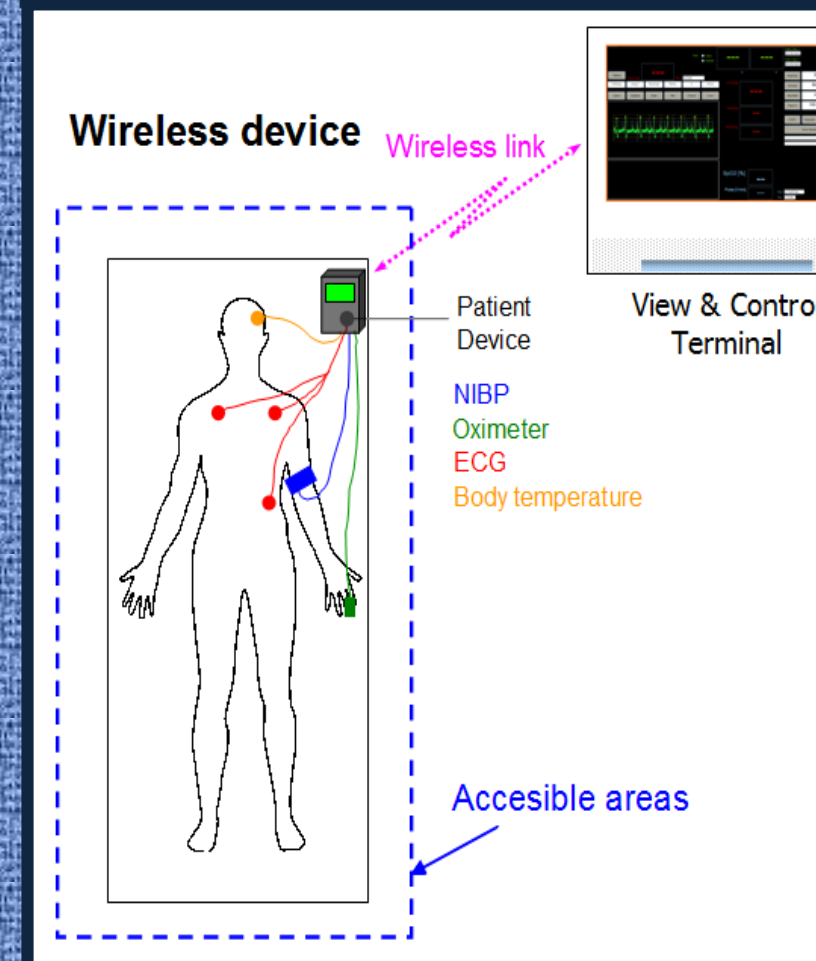 Wireless device
Wireless link
View & Contro
Terminal
Patient
Device
NIBP
Oximeter
ECG
Body temperature
Accesible areas